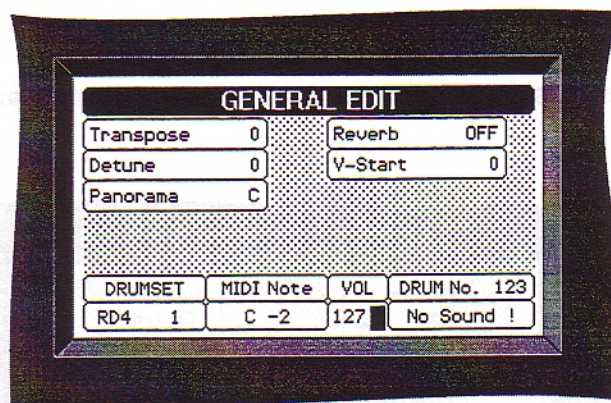 GENERAL EDIT
Transpose 0 Reverb OFF
Detune 0 V-Start 0
Panorama C
DRUMSET MIDI Note VOL DRUM No. 123
RD4 1 C -2 127 No Sound !